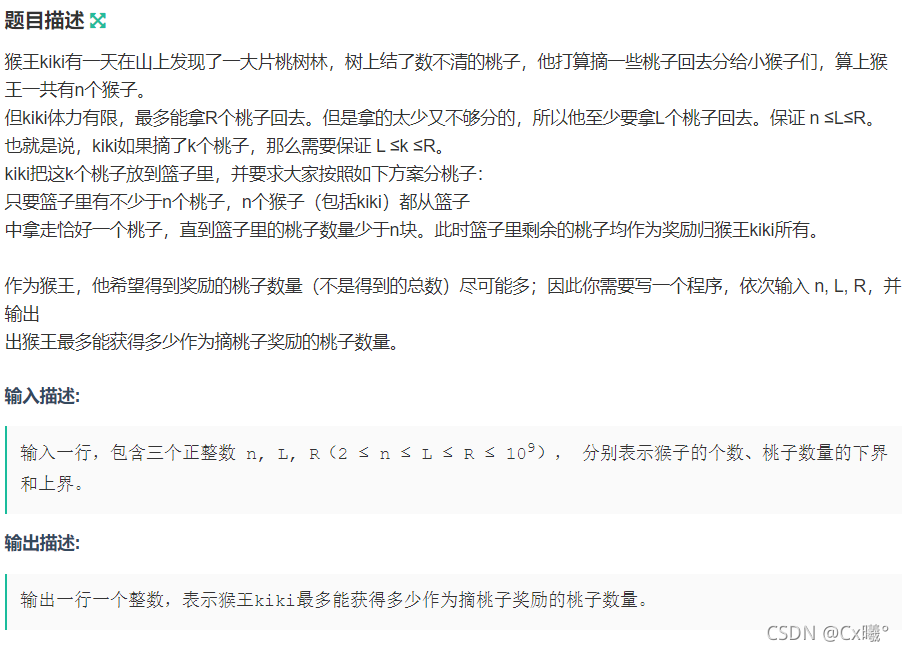 题目描述
猴王kiki有一天在山上发现了一大片桃树林，树上结了数不清的桃子，他打算摘一些桃子回去分给小猴子们，算上猴
王一共有n个猴子。
但kiki体力有限，最多能拿R个桃子回去。但是拿的太少又不够分的，所以他至少要拿L个桃子回去。保证 n ≤L≤R。
也就是说，kiki如果摘了k个桃子，那么需要保证 L ≤k ≤R。
kiki把这k个桃子放到篮子里，并要求大家按照如下方案分桃子：
只要篮子里有不少于n个桃子，n个猴子（包括kiki）都从篮子
中拿走恰好一个桃子，直到篮子里的桃子数量少于n块。此时篮子里剩余的桃子均作为奖励归猴王kiki所有。
作为猴王，他希望得到奖励的桃子数量（不是得到的总数）尽可能多；因此你需要写一个程序，依次输入 n, L, R，并
输出
出猴王最多能获得多少作为摘桃子奖励的桃子数量。
输入描述:
输入一行，包含三个正整数 n, L, R（2 ≤ n ≤ L ≤ R ≤ 10⁹）， 分别表示猴子的个数、桃子数量的下界
和上界。
输出描述:
输出一行一个整数，表示猴王kiki最多能获得多少作为摘桃子奖励的桃子数量。
CSDN @Cx曦°